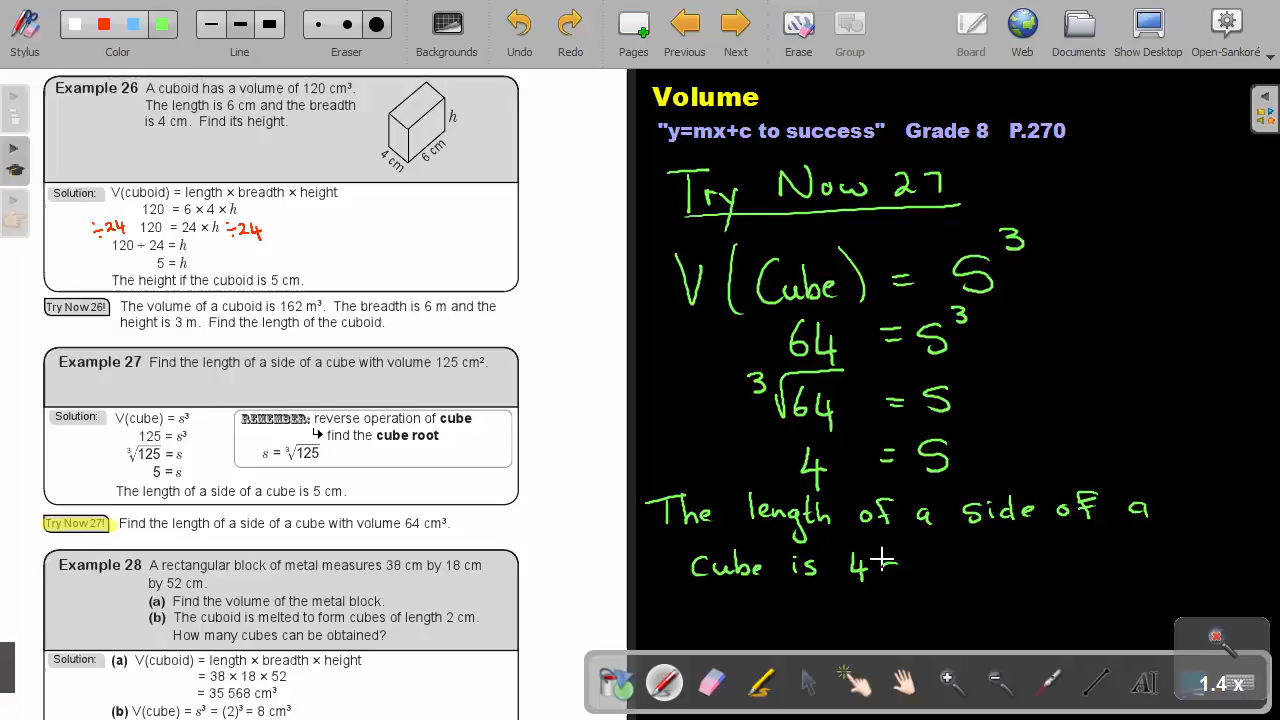 Stylus
Color
Line
Eraser
Backgrounds
Undo
Redo
Pages
Previous
Next
Erase
Group
Board
Web
Documents
Show Desktop
Open-Sankoré
Example 26 A cuboid has a volume of 120 cm³.
The length is 6 cm and the breadth
is 4 cm. Find its height.
h
4 cm
6 cm
Solution: V(cuboid) = length × breadth × height
120 = 6 × 4 × h
÷24 120 = 24 × h ÷24
120 ÷ 24 = h
5 = h
The height if the cuboid is 5 cm.
Try Now 26! The volume of a cuboid is 162 m³. The breadth is 6 m and the
height is 3 m. Find the length of the cuboid.
Example 27 Find the length of a side of a cube with volume 125 cm².
Solution: V(cube) = s³
125 = s³
³√125 = s
5 = s
The length of a side of a cube is 5 cm.
REMEMBER: reverse operation of cube
↳ find the cube root
s = ³√125
Try Now 27! Find the length of a side of a cube with volume 64 cm³.
Example 28 A rectangular block of metal measures 38 cm by 18 cm
by 52 cm.
(a) Find the volume of the metal block.
(b) The cuboid is melted to form cubes of length 2 cm.
How many cubes can be obtained?
Solution: (a) V(cuboid) = length × breadth × height
= 38 × 18 × 52
= 35 568 cm³
(b) V(cube) = s³ = (2)³ = 8 cm³
Volume
"y=mx+c to success" Grade 8 P.270
Try Now 27
V (Cube) = S³
64 = S³
³√64 = S
4 = S
The length of a side of a
Cube is 4
1.4 x